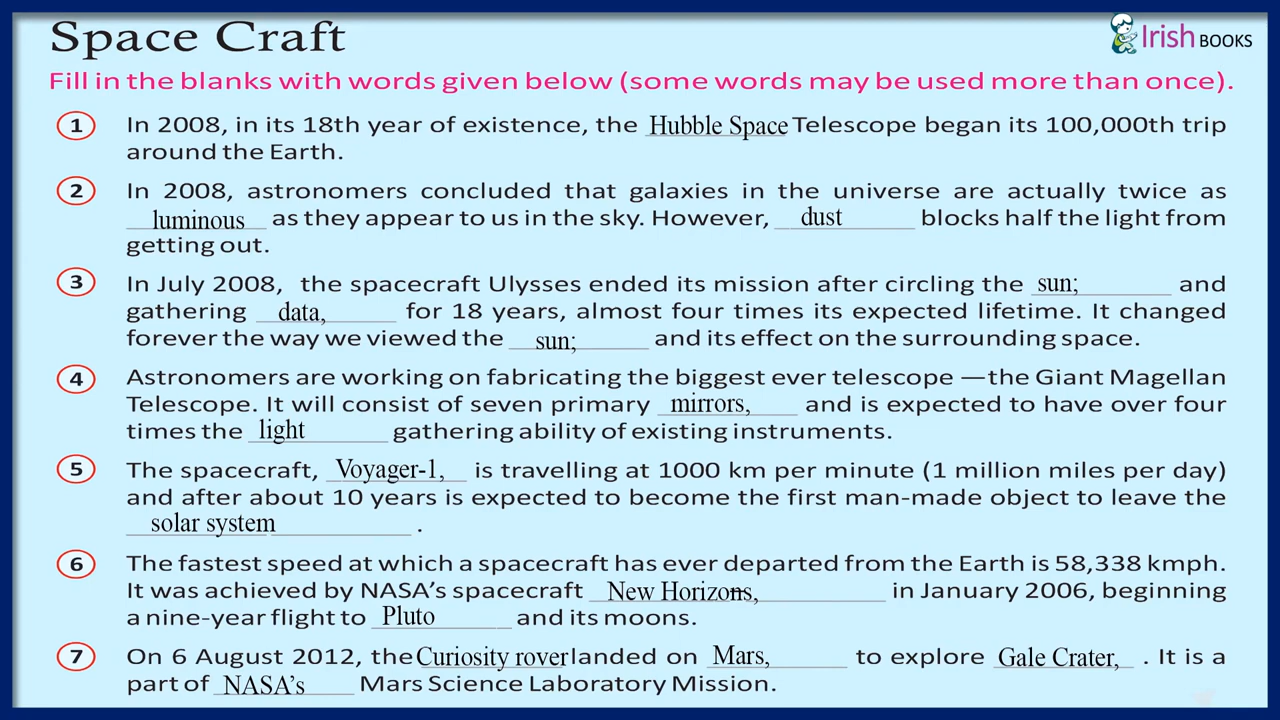 Space Craft
Irish BOOKS
Fill in the blanks with words given below (some words may be used more than once).
1 In 2008, in its 18th year of existence, the Hubble Space Telescope began its 100,000th trip
around the Earth.
2 In 2008, astronomers concluded that galaxies in the universe are actually twice as
luminous as they appear to us in the sky. However, dust blocks half the light from
getting out.
3 In July 2008, the spacecraft Ulysses ended its mission after circling the sun; and
gathering data, for 18 years, almost four times its expected lifetime. It changed
forever the way we viewed the sun; and its effect on the surrounding space.
4 Astronomers are working on fabricating the biggest ever telescope —the Giant Magellan
Telescope. It will consist of seven primary mirrors, and is expected to have over four
times the light gathering ability of existing instruments.
5 The spacecraft, Voyager-1, is travelling at 1000 km per minute (1 million miles per day)
and after about 10 years is expected to become the first man-made object to leave the
solar system .
6 The fastest speed at which a spacecraft has ever departed from the Earth is 58,338 kmph.
It was achieved by NASA's spacecraft New Horizons, in January 2006, beginning
a nine-year flight to Pluto and its moons.
7 On 6 August 2012, the Curiosity rover landed on Mars, to explore Gale Crater, . It is a
part of NASA's Mars Science Laboratory Mission.